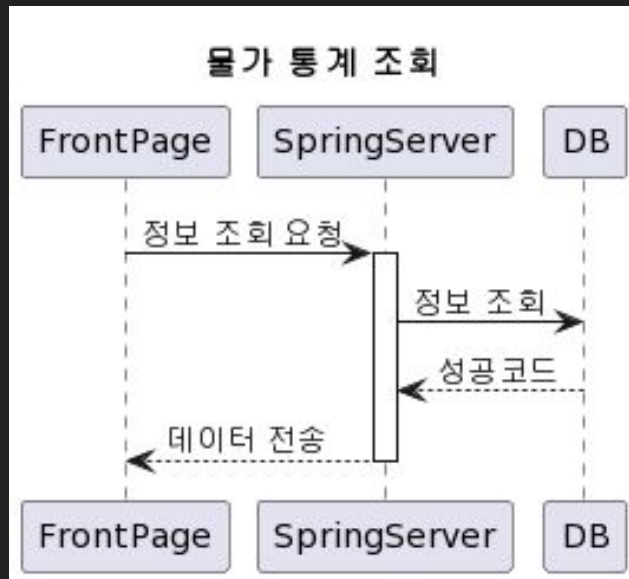 물가 통계 조회
FrontPage SpringServer DB
정보 조회 요청
정보 조회
성공코드
데이터 전송
FrontPage SpringServer DB